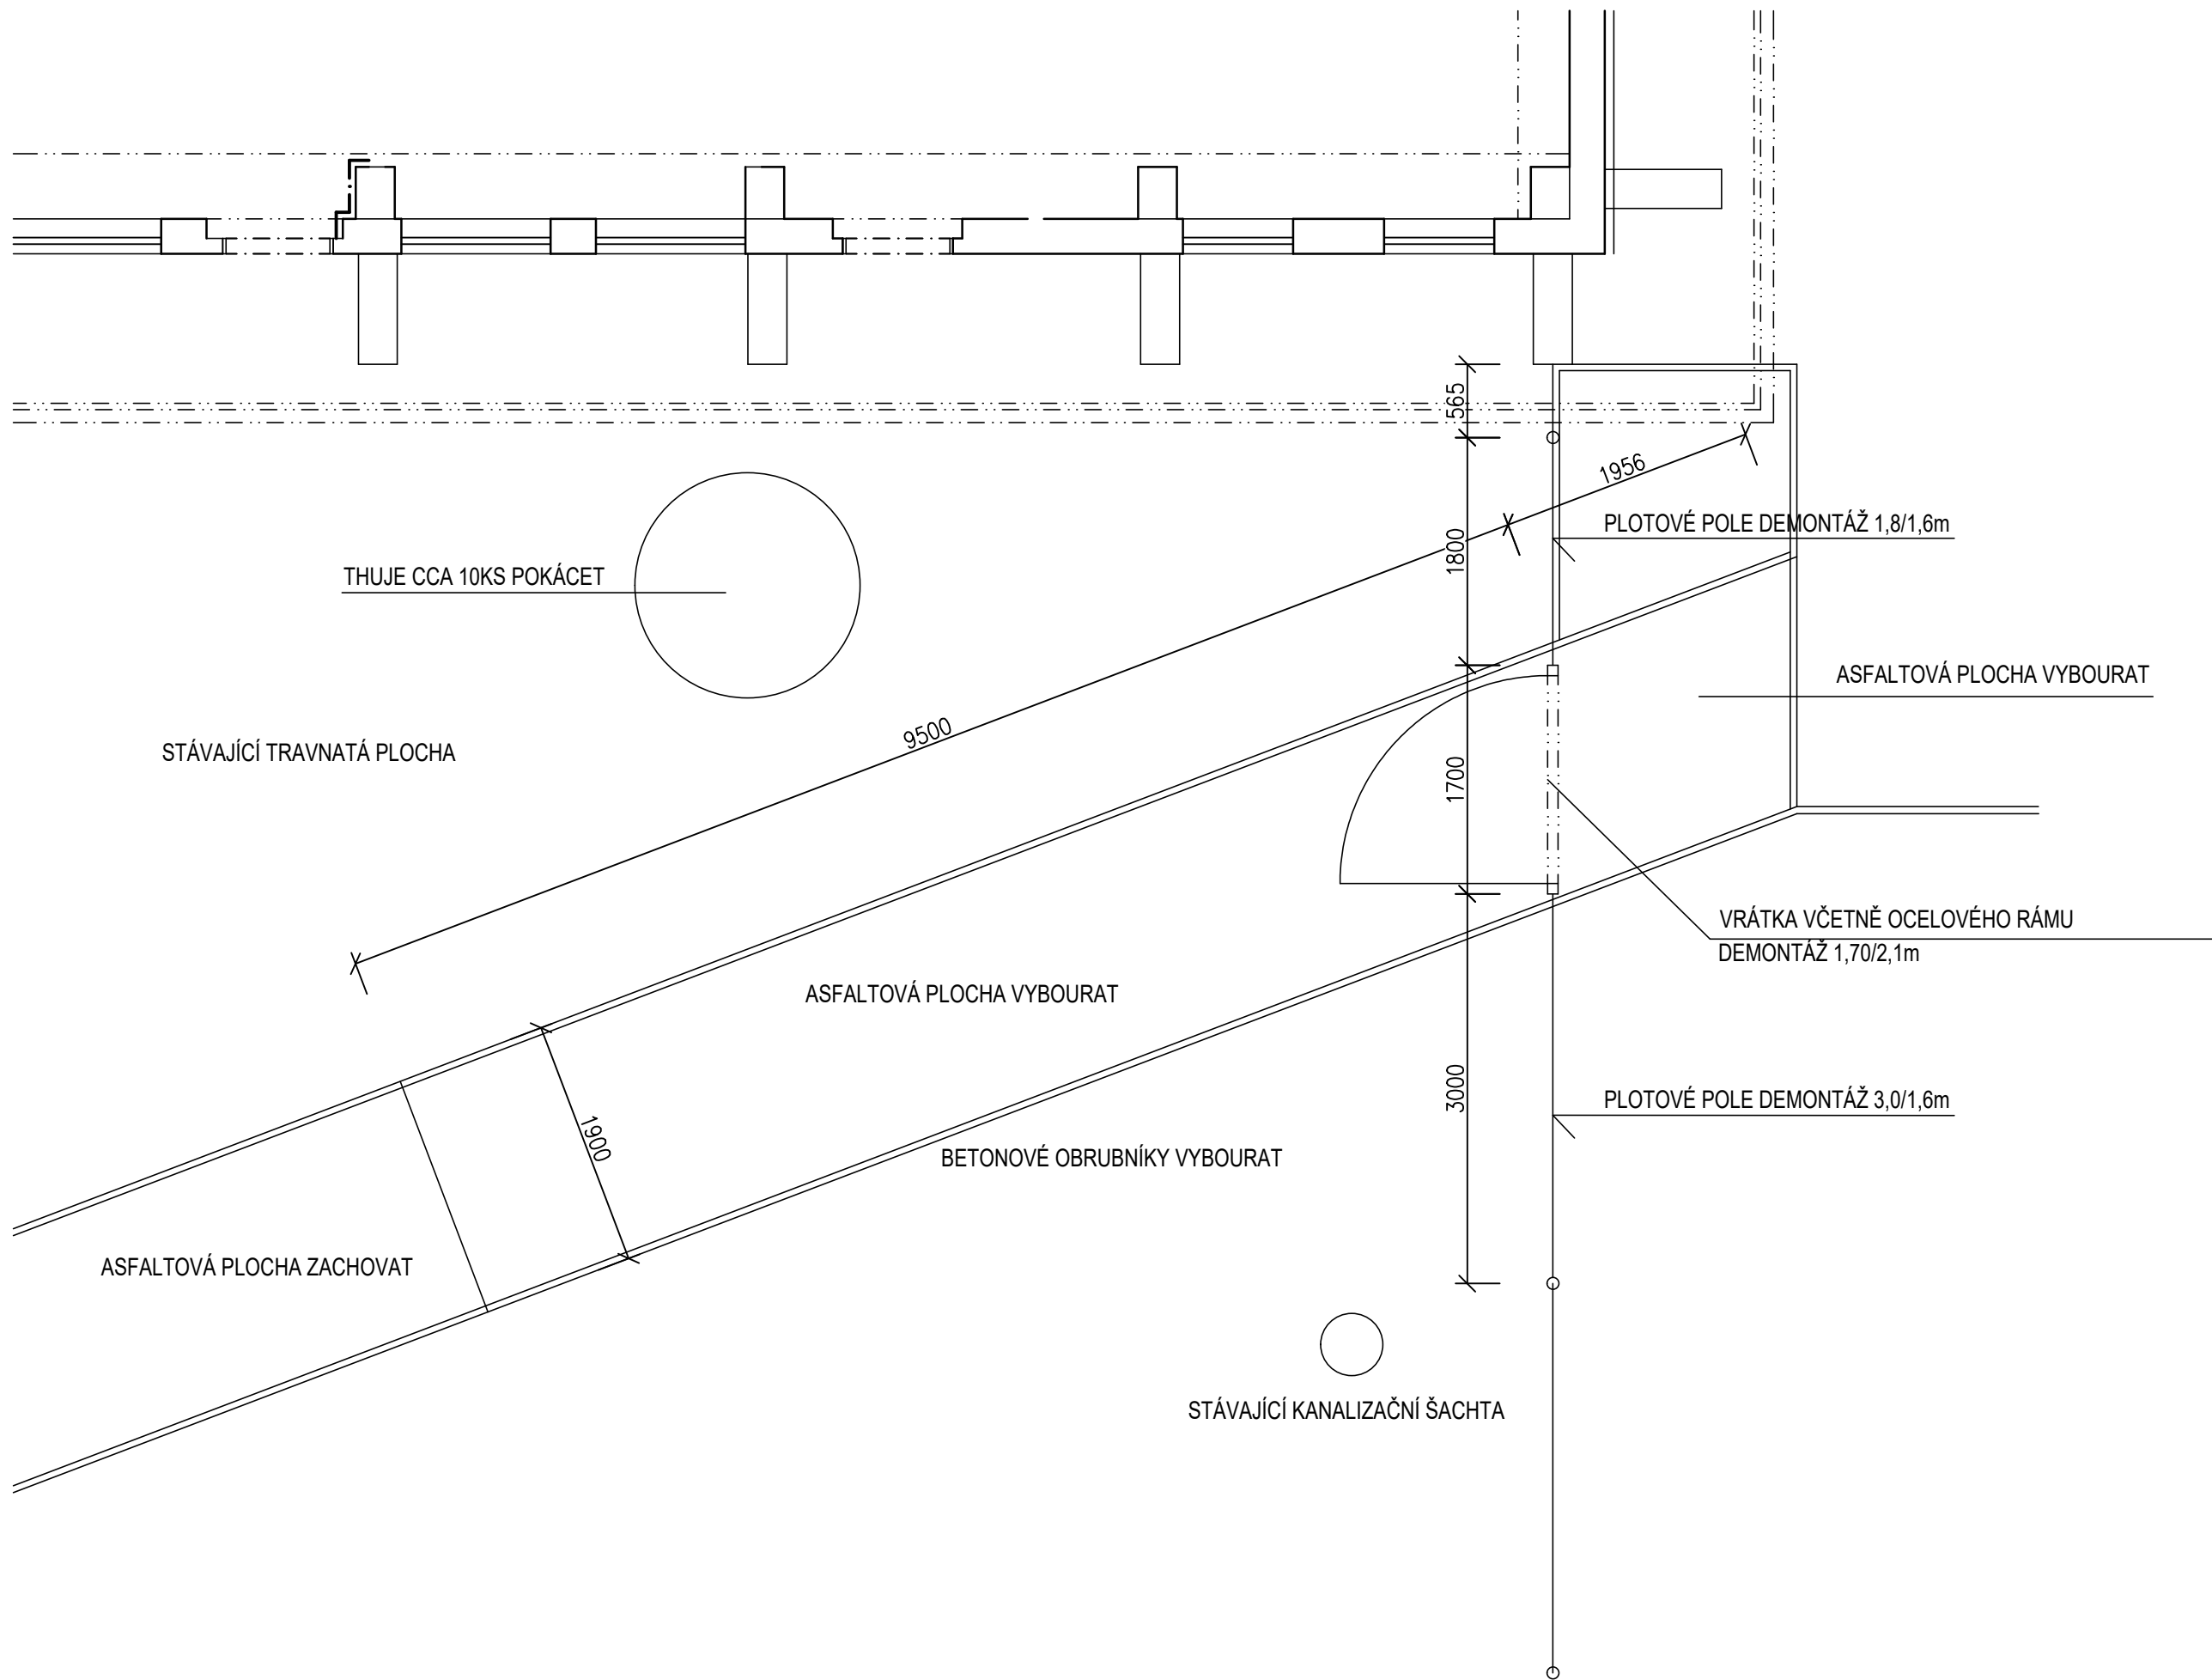 565
1956
PLOTOVÉ POLE DEMONTÁŽ 1,8/1,6m
1800
THUJE CCA 10KS POKÁCET
ASFALTOVÁ PLOCHA VYBOURAT
9500
STÁVAJÍCÍ TRAVNATÁ PLOCHA
1700
VRÁTKA VČETNĚ OCELOVÉHO RÁMU
DEMONTÁŽ 1,70/2,1m
ASFALTOVÁ PLOCHA VYBOURAT
3000
PLOTOVÉ POLE DEMONTÁŽ 3,0/1,6m
1900
BETONOVÉ OBRUBNÍKY VYBOURAT
ASFALTOVÁ PLOCHA ZACHOVAT
STÁVAJÍCÍ KANALIZAČNÍ ŠACHTA